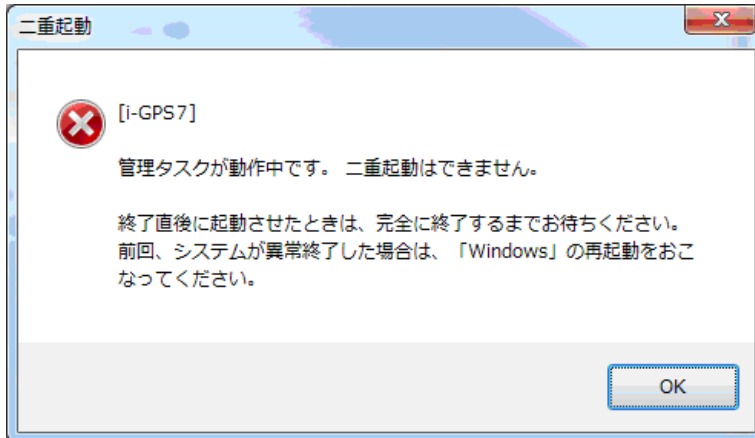 二重起動
[i-GPS7]
管理タスクが動作中です。 二重起動はできません。
終了直後に起動させたときは、完全に終了するまでお待ちください。
前回、システムが異常終了した場合は、「Windows」の再起動をおこ
なってください。
OK